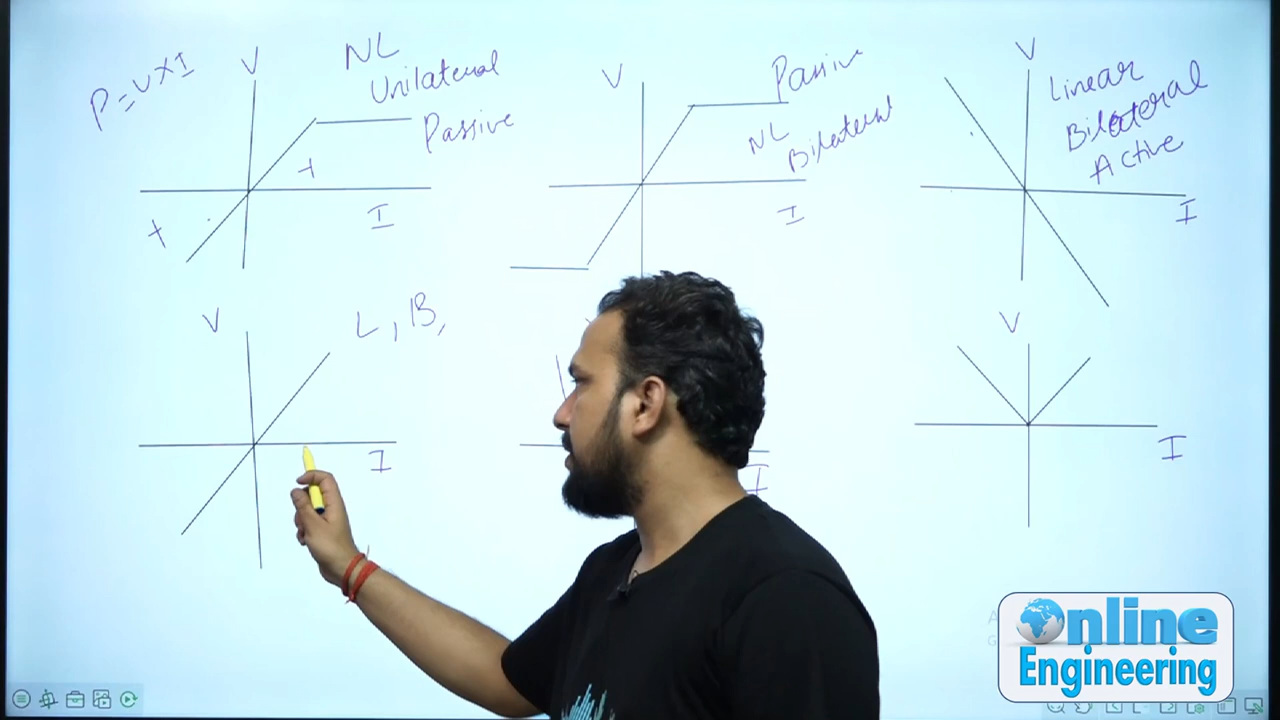 P = V X I
V
NL
Unilateral
Passive
+
+
I
V
Passive
NL
Bilateral
I
V
Linear
Bilateral
Active
I
V
L, B,
I
I
V
I
Online
Engineering